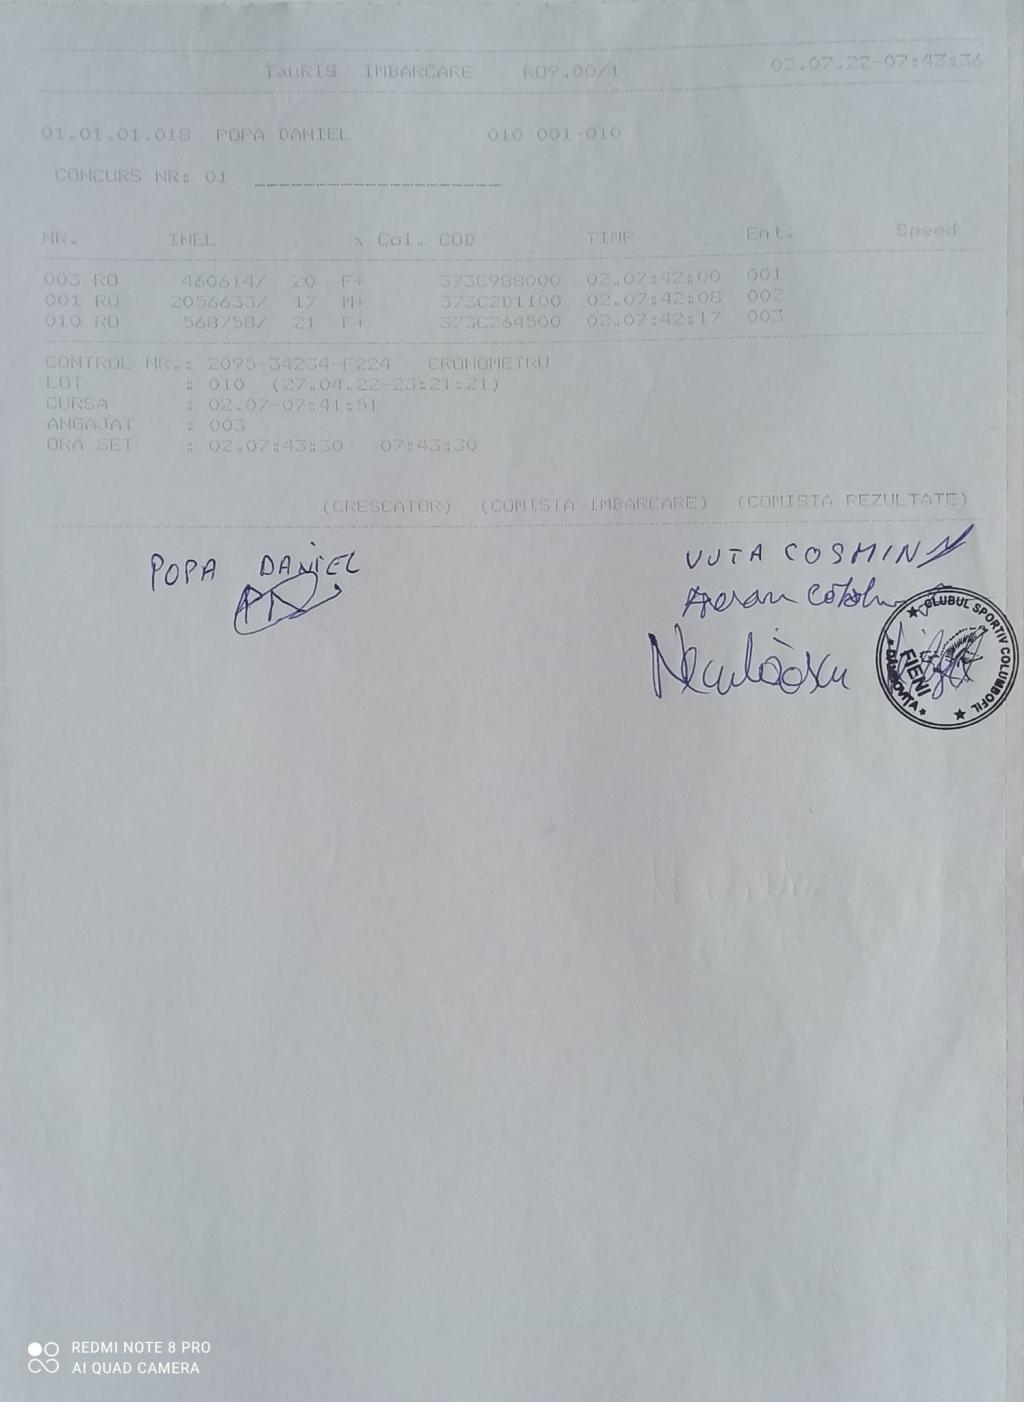 TauRIS IMBARCARE RO9.00/1 02.07.22-07:43:36
01.01.01.018 POPA DANIEL 010 001-010
CONCURS NR: 01
NR. INEL x Col. COD TIMP Ent. Speed
003 RO 460614/ 20 F+ 373C988000 02.07:42:00 001
001 RO 2056633/ 17 M+ 373C2D1100 02.07:42:08 002
010 RO 568758/ 21 F+ 373C264500 02.07:42:17 003
CONTROL NR.: 2095-34234-F224 CRONOMETRU
LOT : 010 (27.04.22-23:21:21)
CURSA : 02.07-07:41:51
ANGAJAT : 003
ORA SET : 02.07:43:30 07:43:30
(CRESCATOR) (COMISIA IMBARCARE) (COMISIA REZULTATE)
POPA DANIEL
VUTA COSMIN
CLUBUL SPORTIV COLUMBOFIL
FIENI
DAMBOVITA
REDMI NOTE 8 PRO
AI QUAD CAMERA